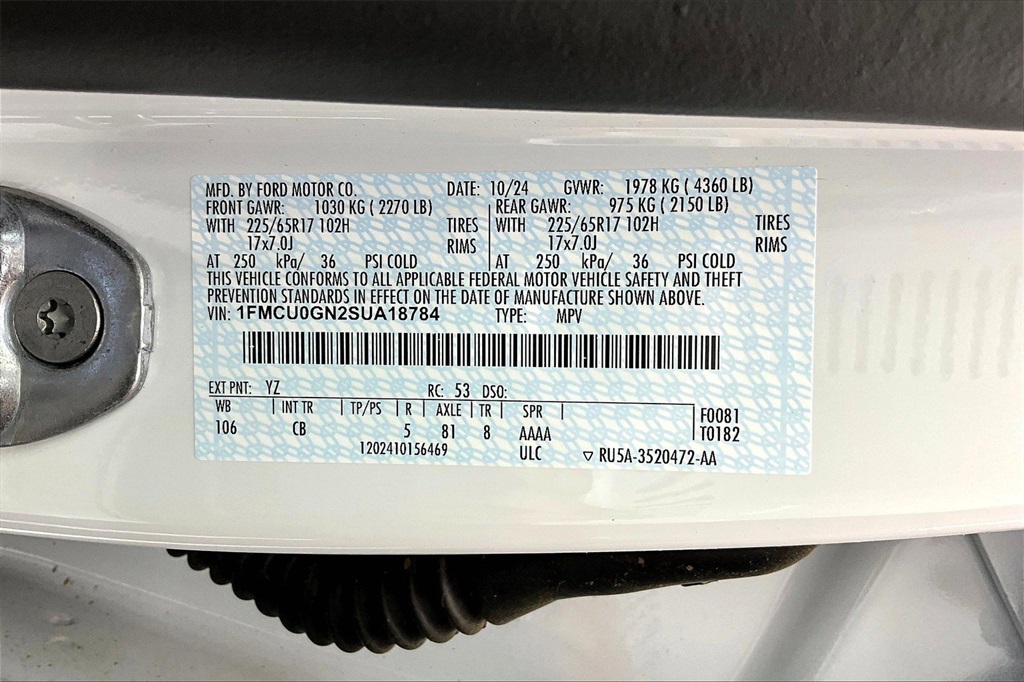 MFD. BY FORD MOTOR CO. DATE: 10/24 GVWR: 1978 KG ( 4360 LB)
FRONT GAWR: 1030 KG ( 2270 LB) REAR GAWR: 975 KG ( 2150 LB)
WITH 225/65R17 102H TIRES WITH 225/65R17 102H TIRES
17x7.0J RIMS 17x7.0J RIMS
AT 250 kPa/ 36 PSI COLD AT 250 kPa/ 36 PSI COLD
THIS VEHICLE CONFORMS TO ALL APPLICABLE FEDERAL MOTOR VEHICLE SAFETY AND THEFT
PREVENTION STANDARDS IN EFFECT ON THE DATE OF MANUFACTURE SHOWN ABOVE.
VIN: 1FMCU0GN2SUA18784 TYPE: MPV
EXT PNT: YZ RC: 53 DSO:
WB INT TR TP/PS R AXLE TR SPR F0081
106 CB 5 81 8 AAAA T0182
1202410156469 ULC RU5A-3520472-AA